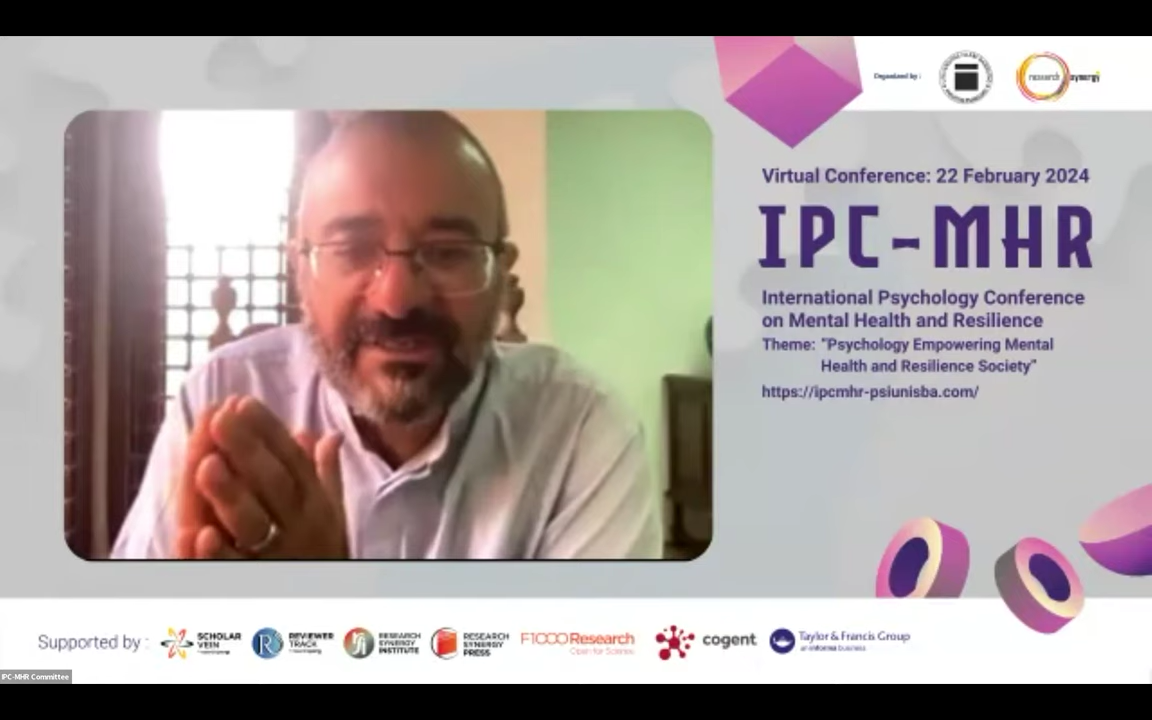 Organized by :
research synergy
Virtual Conference: 22 February 2024
IPC-MHR
International Psychology Conference
on Mental Health and Resilience
Theme: "Psychology Empowering Mental
Health and Resilience Society"
https://ipcmhr-psiunisba.com/
Supported by :
SCHOLAR
VEIN
REVIEWER
TRACK
RESEARCH
SYNERGY
INSTITUTE
RESEARCH
SYNERGY
PRESS
F1000Research
Open for Science
cogent
Taylor & Francis Group
an informa business
IPC-MHR Committee